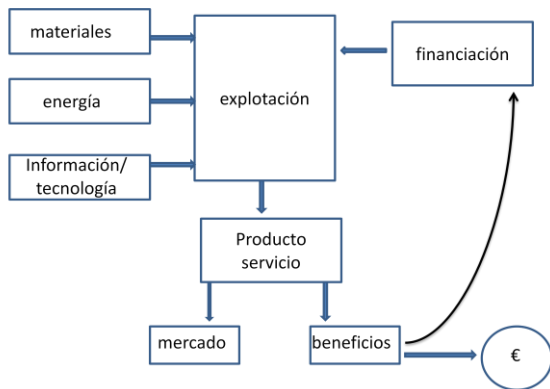 materiales
financiación
energía
explotación
Información/
tecnología
Producto
servicio
mercado
beneficios
€